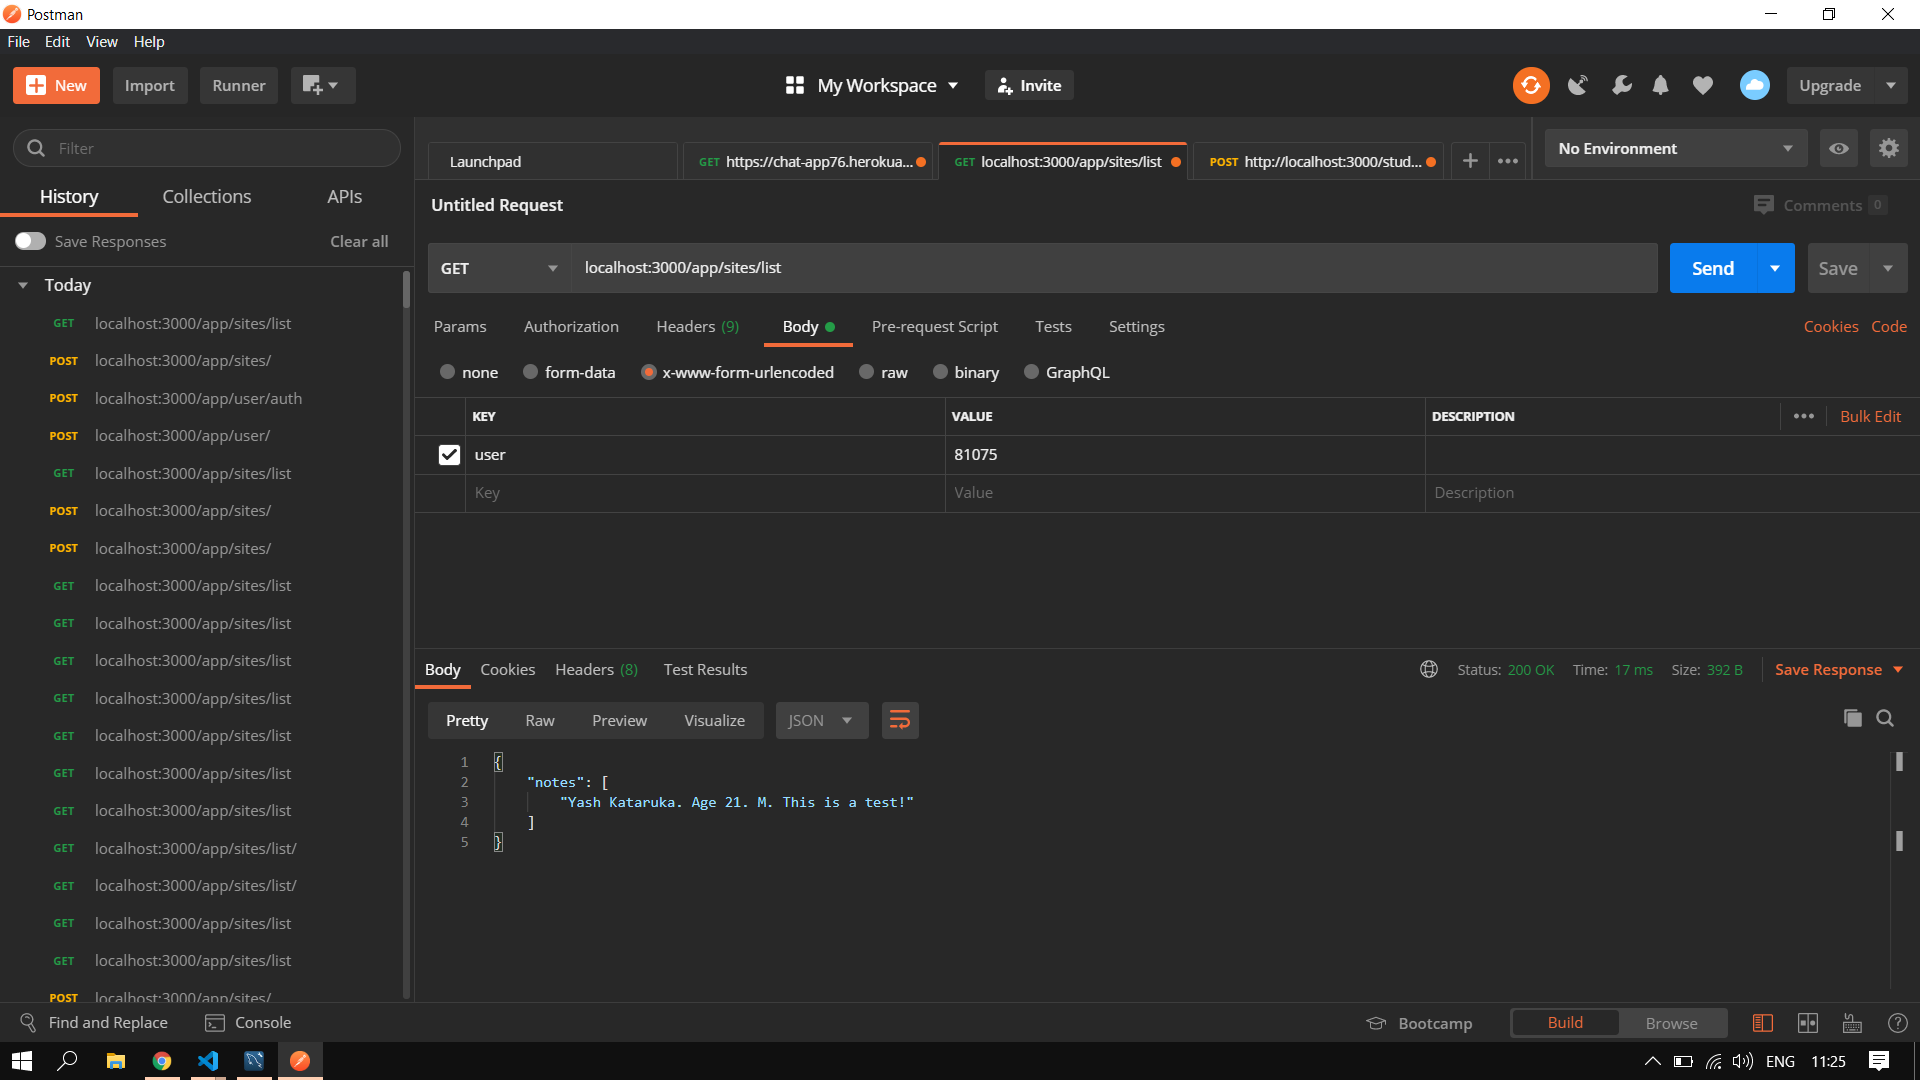 Postman
File Edit View Help
New Import Runner My Workspace Invite Upgrade
Filter
History Collections APIs
Save Responses Clear all
Today
GET localhost:3000/app/sites/list
POST localhost:3000/app/sites/
POST localhost:3000/app/user/auth
POST localhost:3000/app/user/
GET localhost:3000/app/sites/list
POST localhost:3000/app/sites/
POST localhost:3000/app/sites/
GET localhost:3000/app/sites/list
GET localhost:3000/app/sites/list
GET localhost:3000/app/sites/list
GET localhost:3000/app/sites/list
GET localhost:3000/app/sites/list
GET localhost:3000/app/sites/list
GET localhost:3000/app/sites/list
GET localhost:3000/app/sites/list/
GET localhost:3000/app/sites/list/
GET localhost:3000/app/sites/list
GET localhost:3000/app/sites/list
POST localhost:3000/app/sites/
Launchpad GET https://chat-app76.herokua... GET localhost:3000/app/sites/list POST http://localhost:3000/stud... No Environment
Untitled Request Comments 0
GET localhost:3000/app/sites/list Send Save
Params Authorization Headers (9) Body Pre-request Script Tests Settings Cookies Code
none form-data x-www-form-urlencoded raw binary GraphQL
KEY VALUE DESCRIPTION Bulk Edit
user 81075
Key Value Description
Body Cookies Headers (8) Test Results Status: 200 OK Time: 17 ms Size: 392 B Save Response
Pretty Raw Preview Visualize JSON
1 {
2 "notes": [
3 "Yash Kataruka. Age 21. M. This is a test!"
4 ]
5 }
Find and Replace Console Bootcamp Build Browse
ENG 11:25